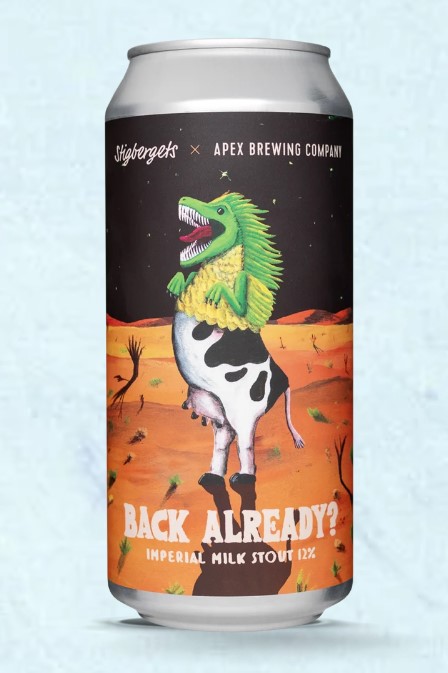 Stigbergets × APEX BREWING COMPANY
BACK ALREADY?
IMPERIAL MILK STOUT 12%